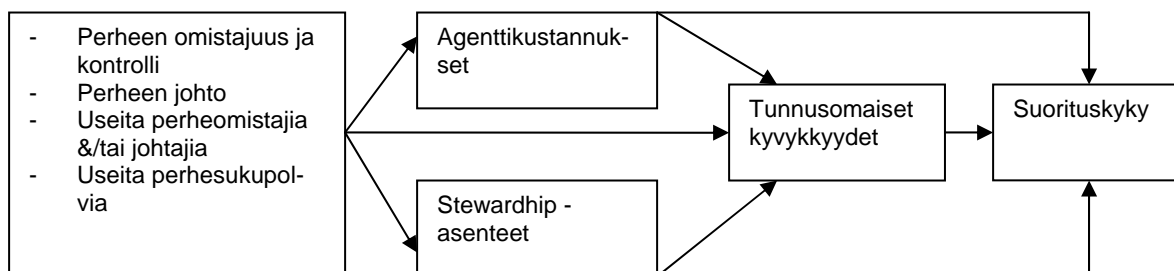 - Perheen omistajuus ja
kontrolli
- Perheen johto
- Useita perheomistajia
&/tai johtajia
- Useita perhesukupol-
via
Agenttikustannuk-
set
Stewardhip -
asenteet
Tunnusomaiset
kyvykkyydet
Suorituskyky